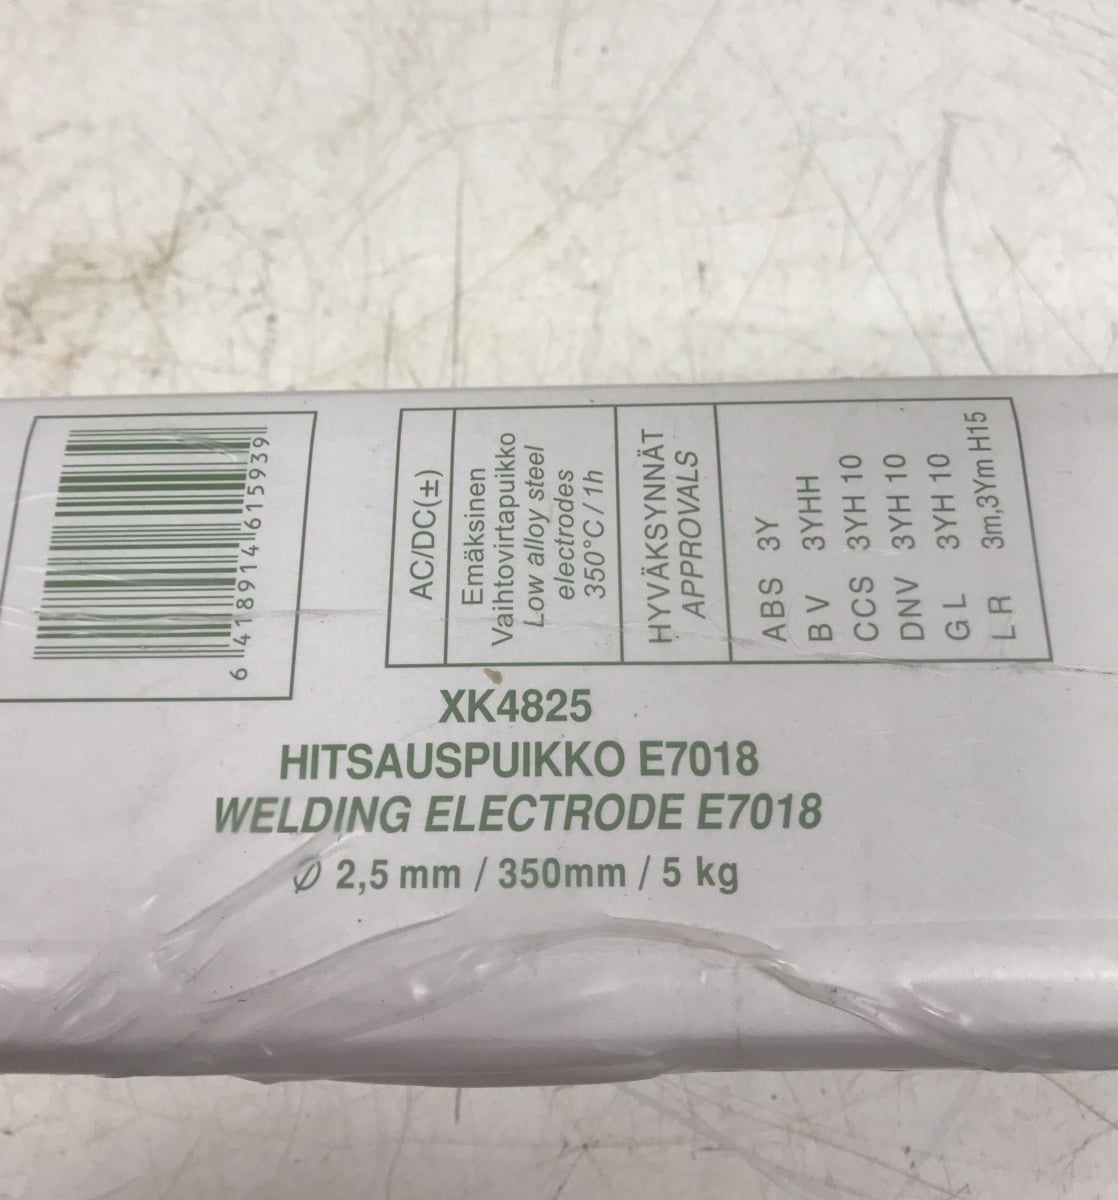 6 418914 615939
AC/DC(±)
Emäksinen
Vaihtovirtapuikko
Low alloy steel
electrodes
350°C/1h
HYVÄKSYNNÄT
APPROVALS
ABS 3Y
B V 3YHH
CCS 3YH 10
DNV 3YH 10
G L 3YH 10
L R 3m,3Ym H15
XK4825
HITSAUSPUIKKO E7018
WELDING ELECTRODE E7018
Ø 2,5 mm / 350mm / 5 kg